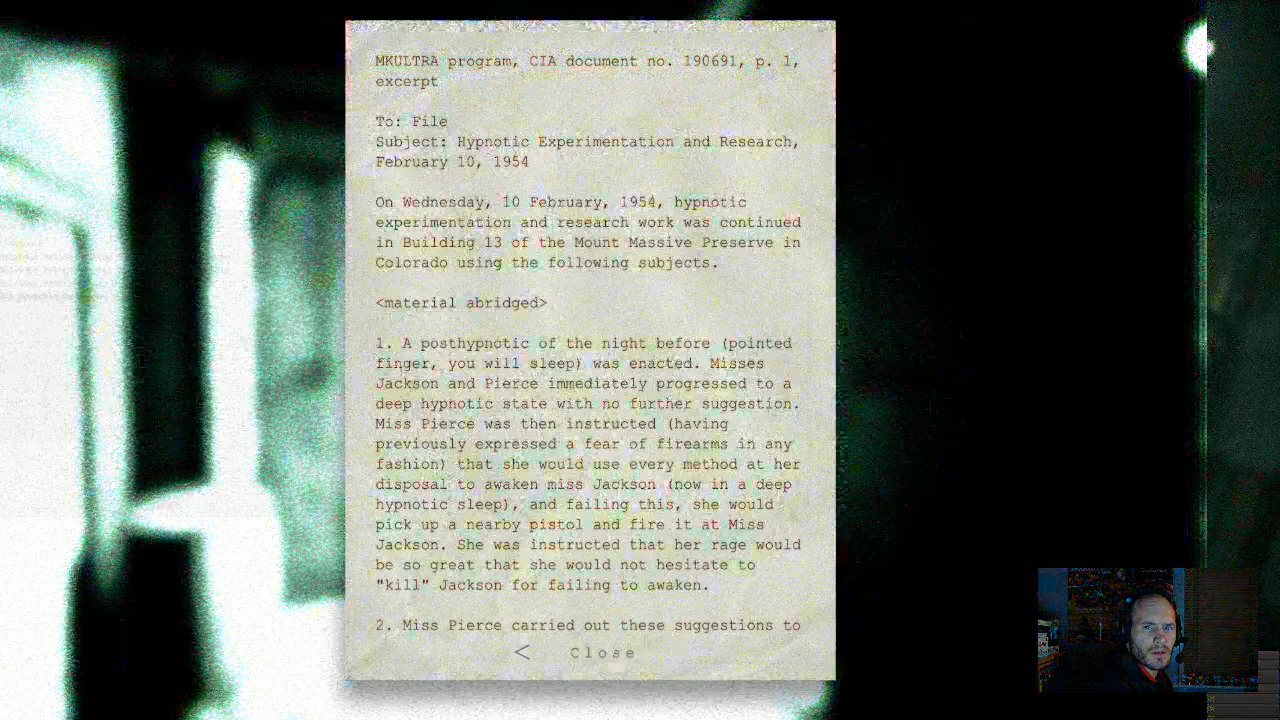 MKULTRA program, CIA document no. 190691, p. 1,
excerpt
To: File
Subject: Hypnotic Experimentation and Research,
February 10, 1954
On Wednesday, 10 February, 1954, hypnotic
experimentation and research work was continued
in Building 13 of the Mount Massive Preserve in
Colorado using the following subjects.
<material abridged>
1. A posthypnotic of the night before (pointed
finger, you will sleep) was enacted. Misses
Jackson and Pierce immediately progressed to a
deep hypnotic state with no further suggestion.
Miss Pierce was then instructed (having
previously expressed a fear of firearms in any
fashion) that she would use every method at her
disposal to awaken miss Jackson (now in a deep
hypnotic sleep), and failing this, she would
pick up a nearby pistol and fire it at Miss
Jackson. She was instructed that her rage would
be so great that she would not hesitate to
"kill" Jackson for failing to awaken.
2. Miss Pierce carried out these suggestions to
< Close